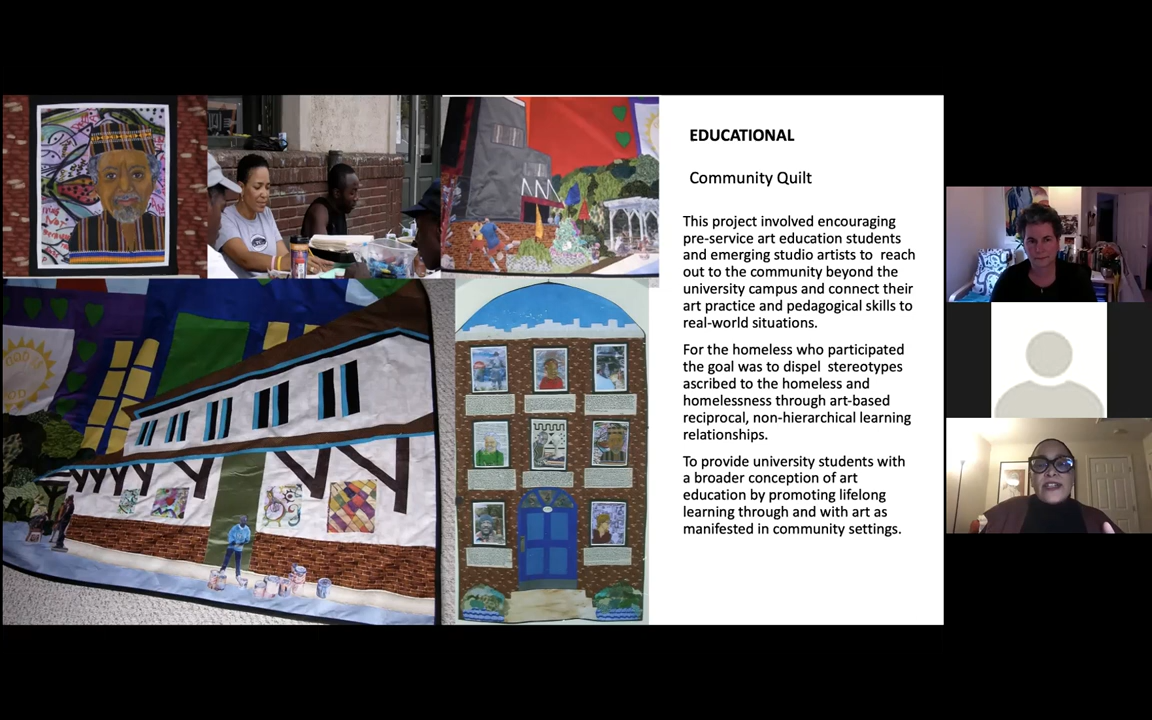 EDUCATIONAL
Community Quilt
This project involved encouraging
pre-service art education students
and emerging studio artists to reach
out to the community beyond the
university campus and connect their
art practice and pedagogical skills to
real-world situations.
For the homeless who participated
the goal was to dispel stereotypes
ascribed to the homeless and
homelessness through art-based
reciprocal, non-hierarchical learning
relationships.
To provide university students with
a broader conception of art
education by promoting lifelong
learning through and with art as
manifested in community settings.